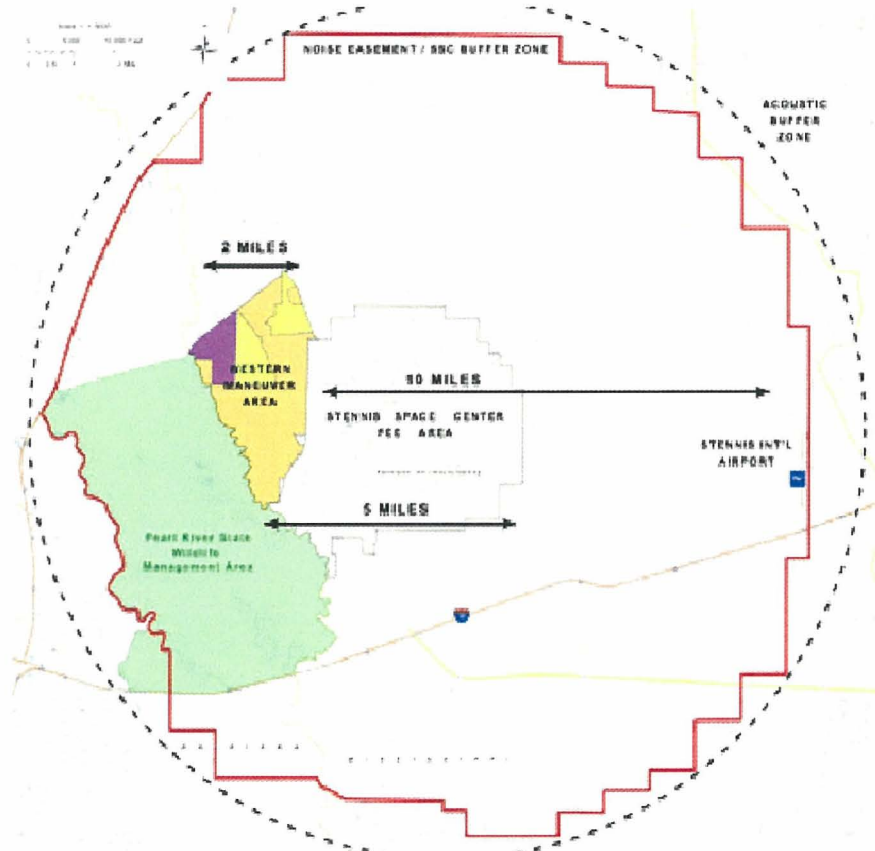 NOISE EASEMENT / SSC BUFFER ZONE
ACOUSTIC
BUFFER
ZONE
2 MILES
WESTERN
MANEUVER
AREA
50 MILES
STENNIS SPACE CENTER
FEE AREA
STENNIS INT'L
AIRPORT
5 MILES
Pearl River State
Wildlife
Management Area